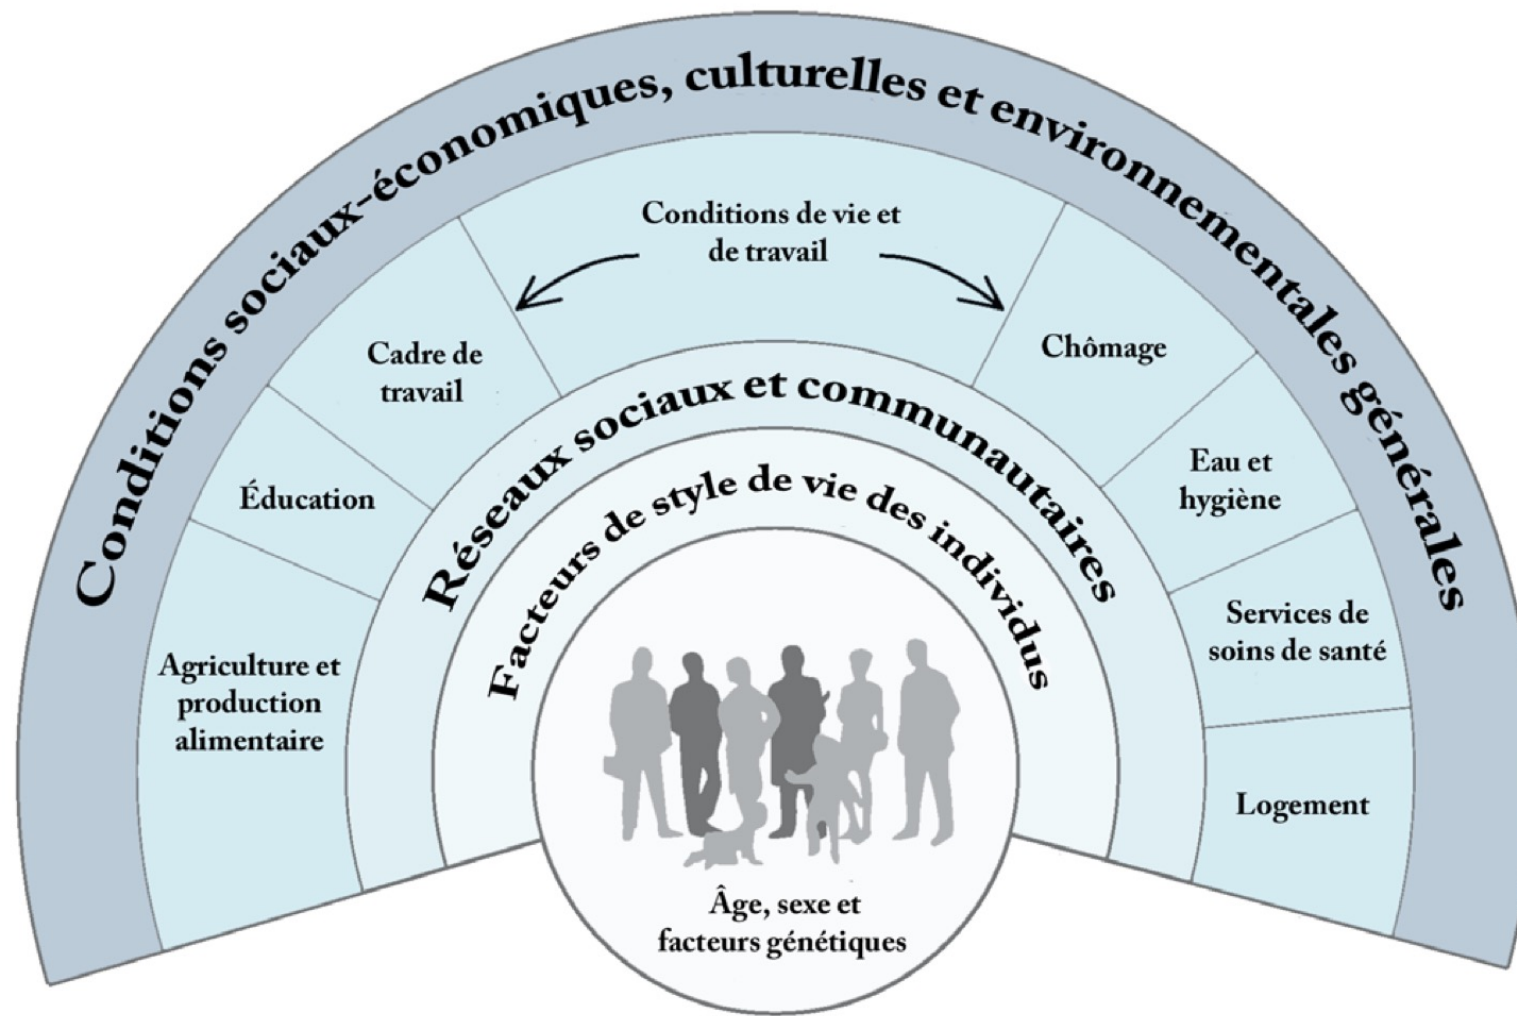 Conditions sociaux-économiques, culturelles et environnementales générales
Conditions de vie et
de travail
Cadre de
travail
Chômage
Éducation
Eau et
hygiène
Agriculture et
production
alimentaire
Services de
soins de santé
Logement
Réseaux sociaux et communautaires
Facteurs de style de vie des individus
Âge, sexe et
facteurs génétiques